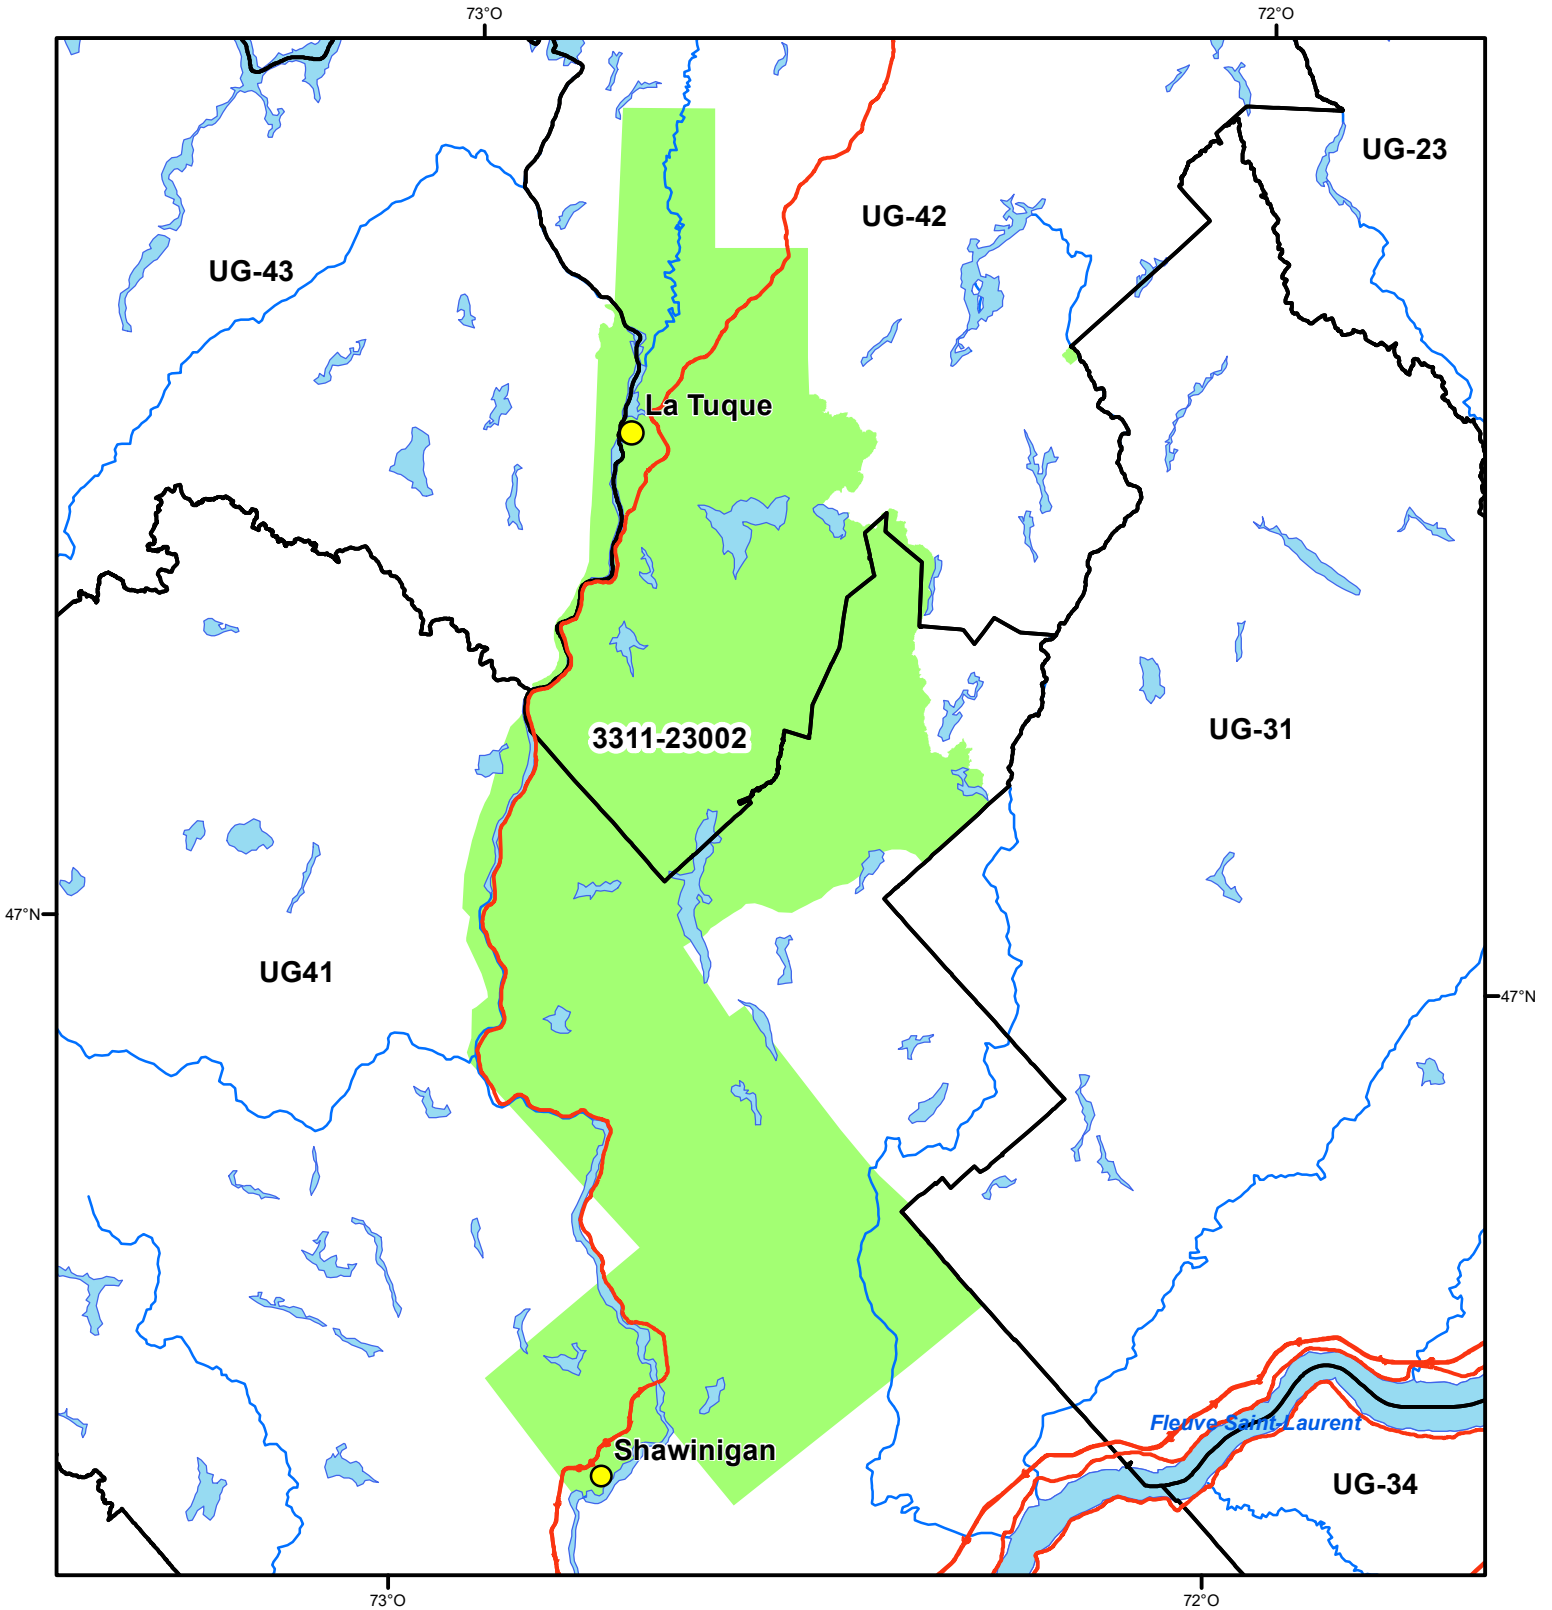 73°O
72°O
UG-23
UG-42
UG-43
La Tuque
UG-31
3311-23002
47°N
UG41
47°N
Fleuve Saint-Laurent
Shawinigan
UG-34
73°O
72°O